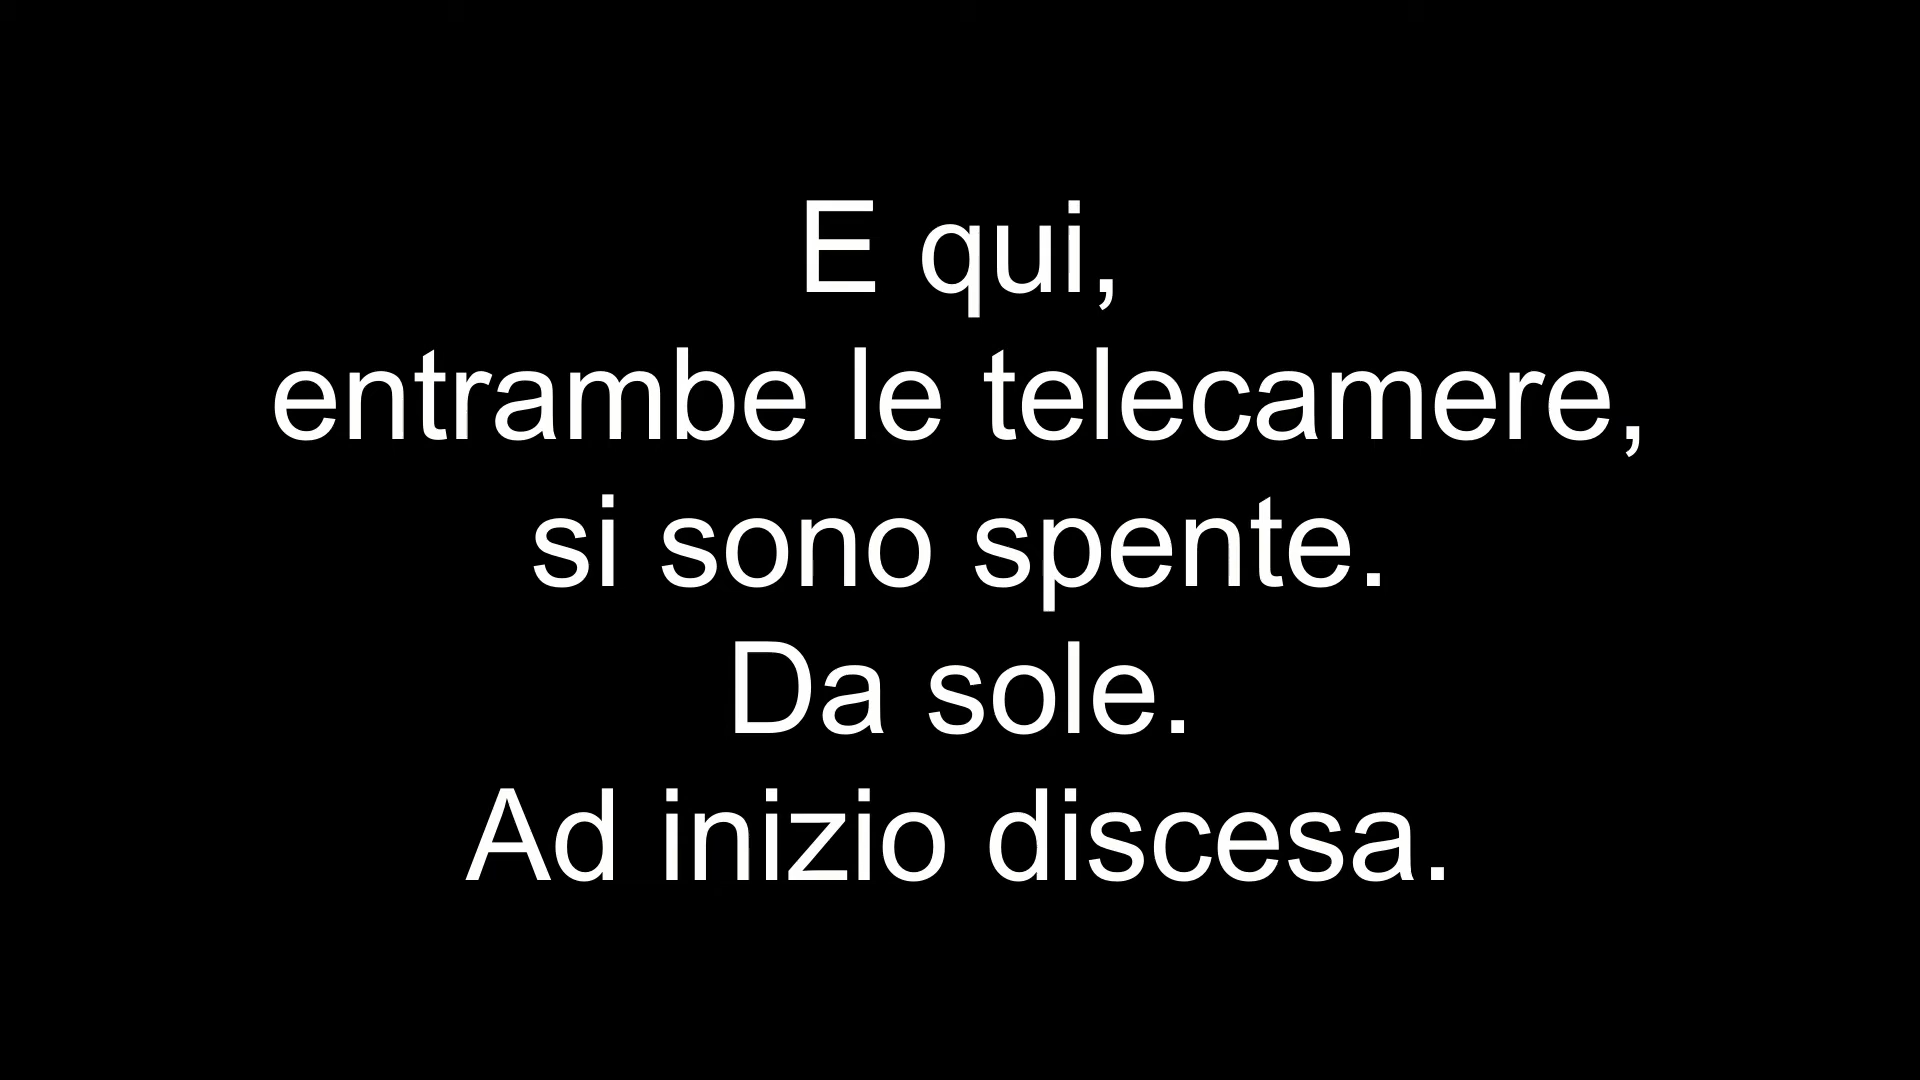 E qui,
entrambe le telecamere,
si sono spente.
Da sole.
Ad inizio discesa.